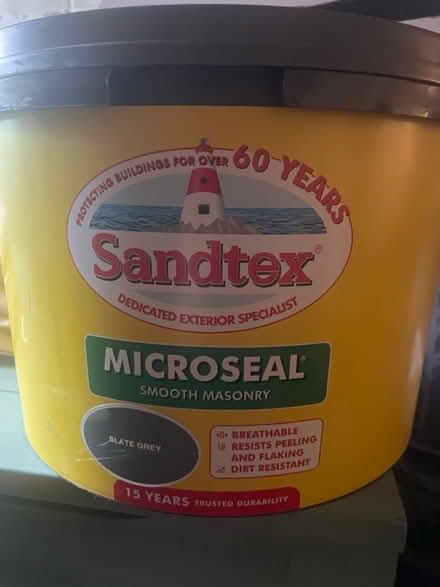 PROTECTING BUILDINGS FOR OVER 60 YEARS
Sandtex®
DEDICATED EXTERIOR SPECIALIST
MICROSEAL®
SMOOTH MASONRY
SLATE GREY
BREATHABLE
RESISTS PEELING
AND FLAKING
DIRT RESISTANT
15 YEARS TRUSTED DURABILITY